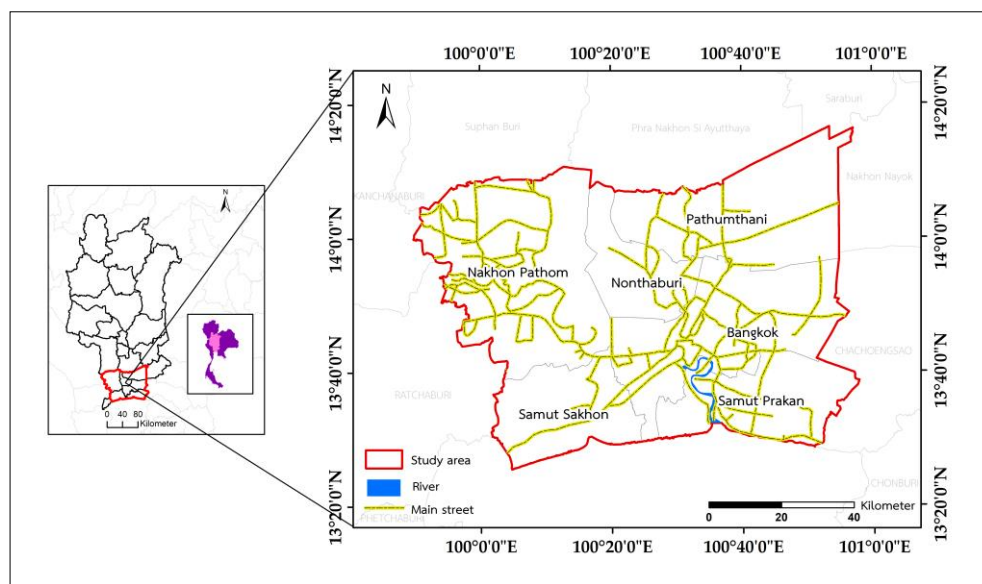 100°0'0"E 100°20'0"E 100°40'0"E 101°0'0"E
14°20'0"N
14°0'0"N
13°40'0"N
13°20'0"N
N
Saraburi
Suphan Buri
Phra Nakhon Si Ayutthaya
Nakhon Nayok
KANCHANABURI
Pathumthani
Nakhon Pathom
Nonthaburi
Bangkok
CHACHOENGSAO
RATCHABURI
Samut Sakhon
Samut Prakan
Study area
River
Main street
CHONBURI
PHETCHABURI
Kilometer
0 20 40
14°20'0"N
14°0'0"N
13°40'0"N
13°20'0"N
100°0'0"E 100°20'0"E 100°40'0"E 101°0'0"E
N
0 40 80
Kilometer